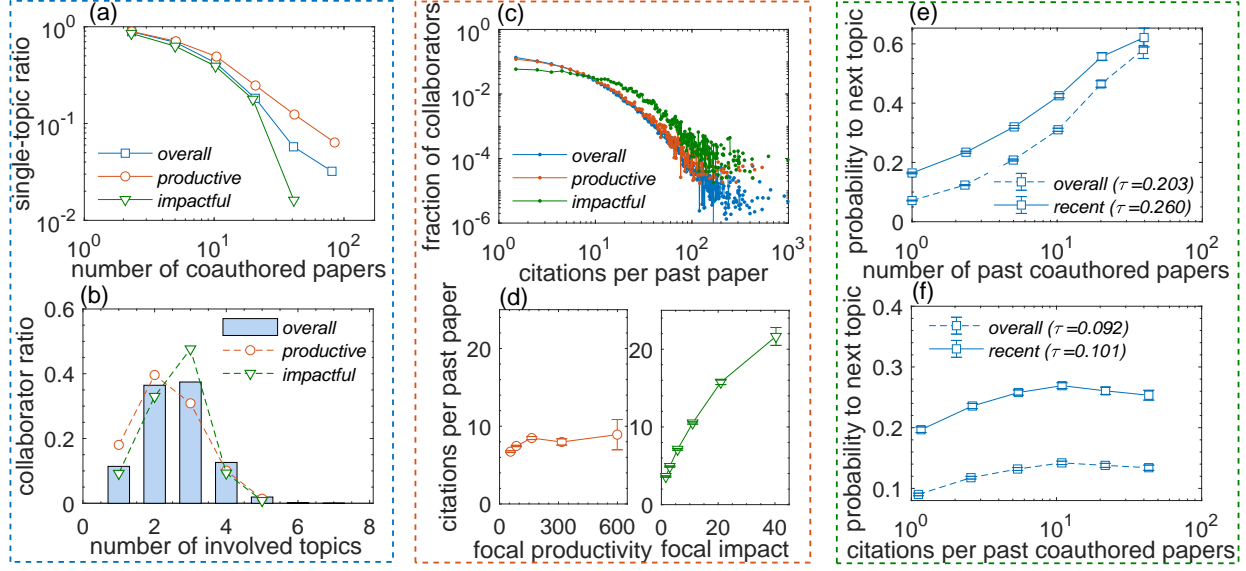 (a)
single-topic ratio
10^0
10^-1
10^-2
overall
productive
impactful
10^0 10^1 10^2
number of coauthored papers
(b)
collaborator ratio
0.6
0.4
0.2
0
overall
productive
impactful
0 2 4 6 8
number of involved topics
(c)
fraction of collaborators
10^0
10^-2
10^-4
10^-6
overall
productive
impactful
10^0 10^1 10^2 10^3
citations per past paper
(d)
citations per past paper
20
10
0
0 300 600
focal productivity
20
10
0
0 20 40
focal impact
(e)
probability to next topic
0.6
0.4
0.2
0
overall (τ=0.203)
recent (τ=0.260)
10^0 10^1 10^2
number of past coauthored papers
(f)
probability to next topic
0.4
0.3
0.2
0.1
overall (τ=0.092)
recent (τ=0.101)
10^0 10^1 10^2
citations per past coauthored papers